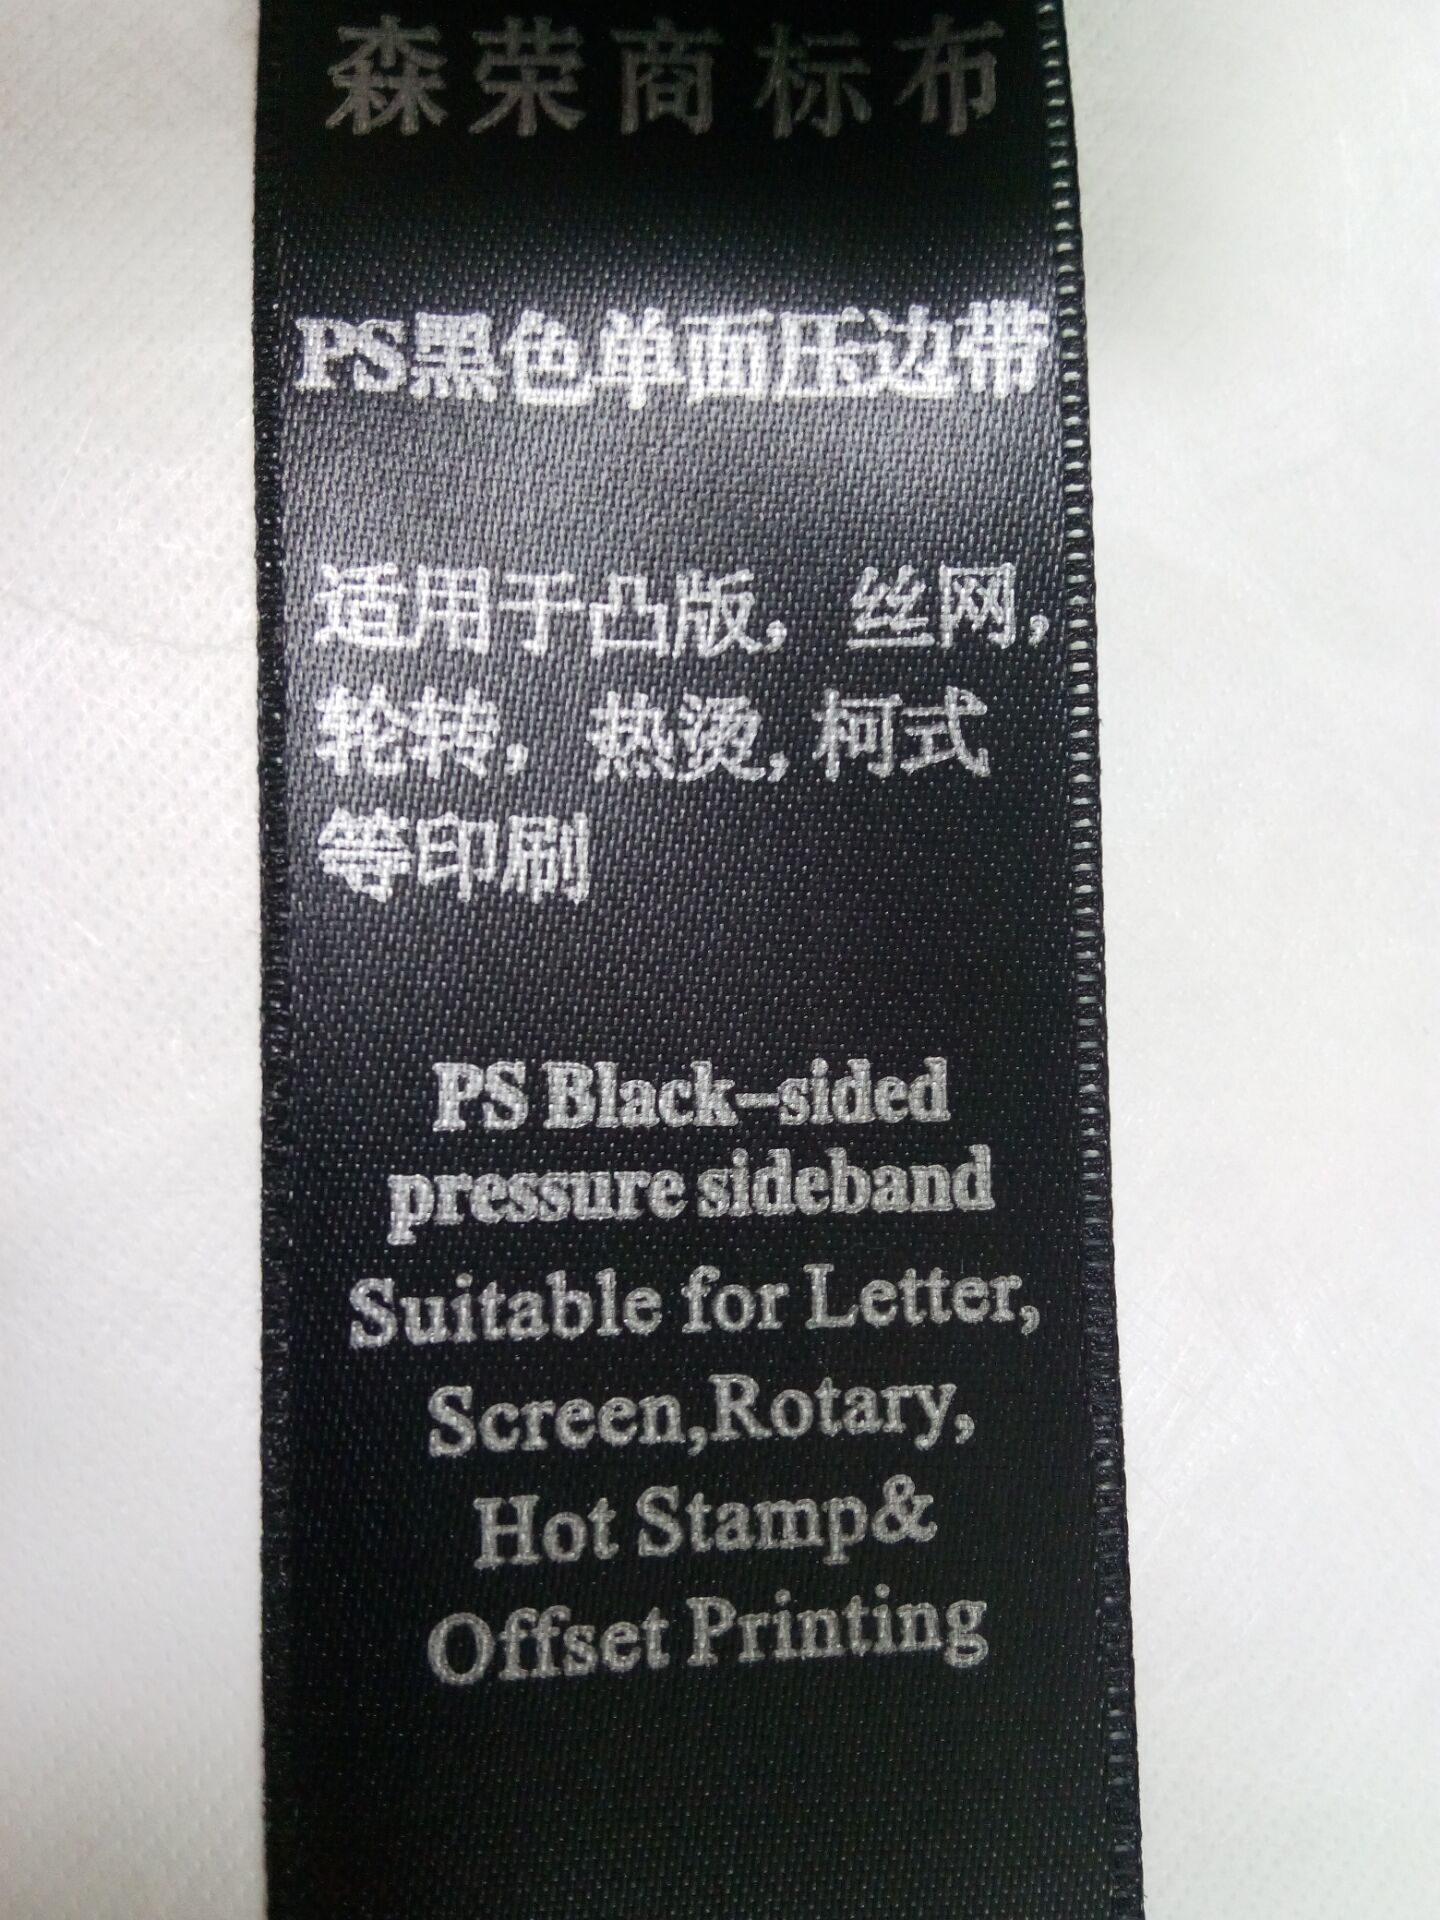 森荣商标布
PS黑色单面压边带
适用于凸版，丝网，
轮转，热烫，柯式
等印刷
PS Black-sided
pressure sideband
Suitable for Letter,
Screen,Rotary,
Hot Stamp&
Offset Printing